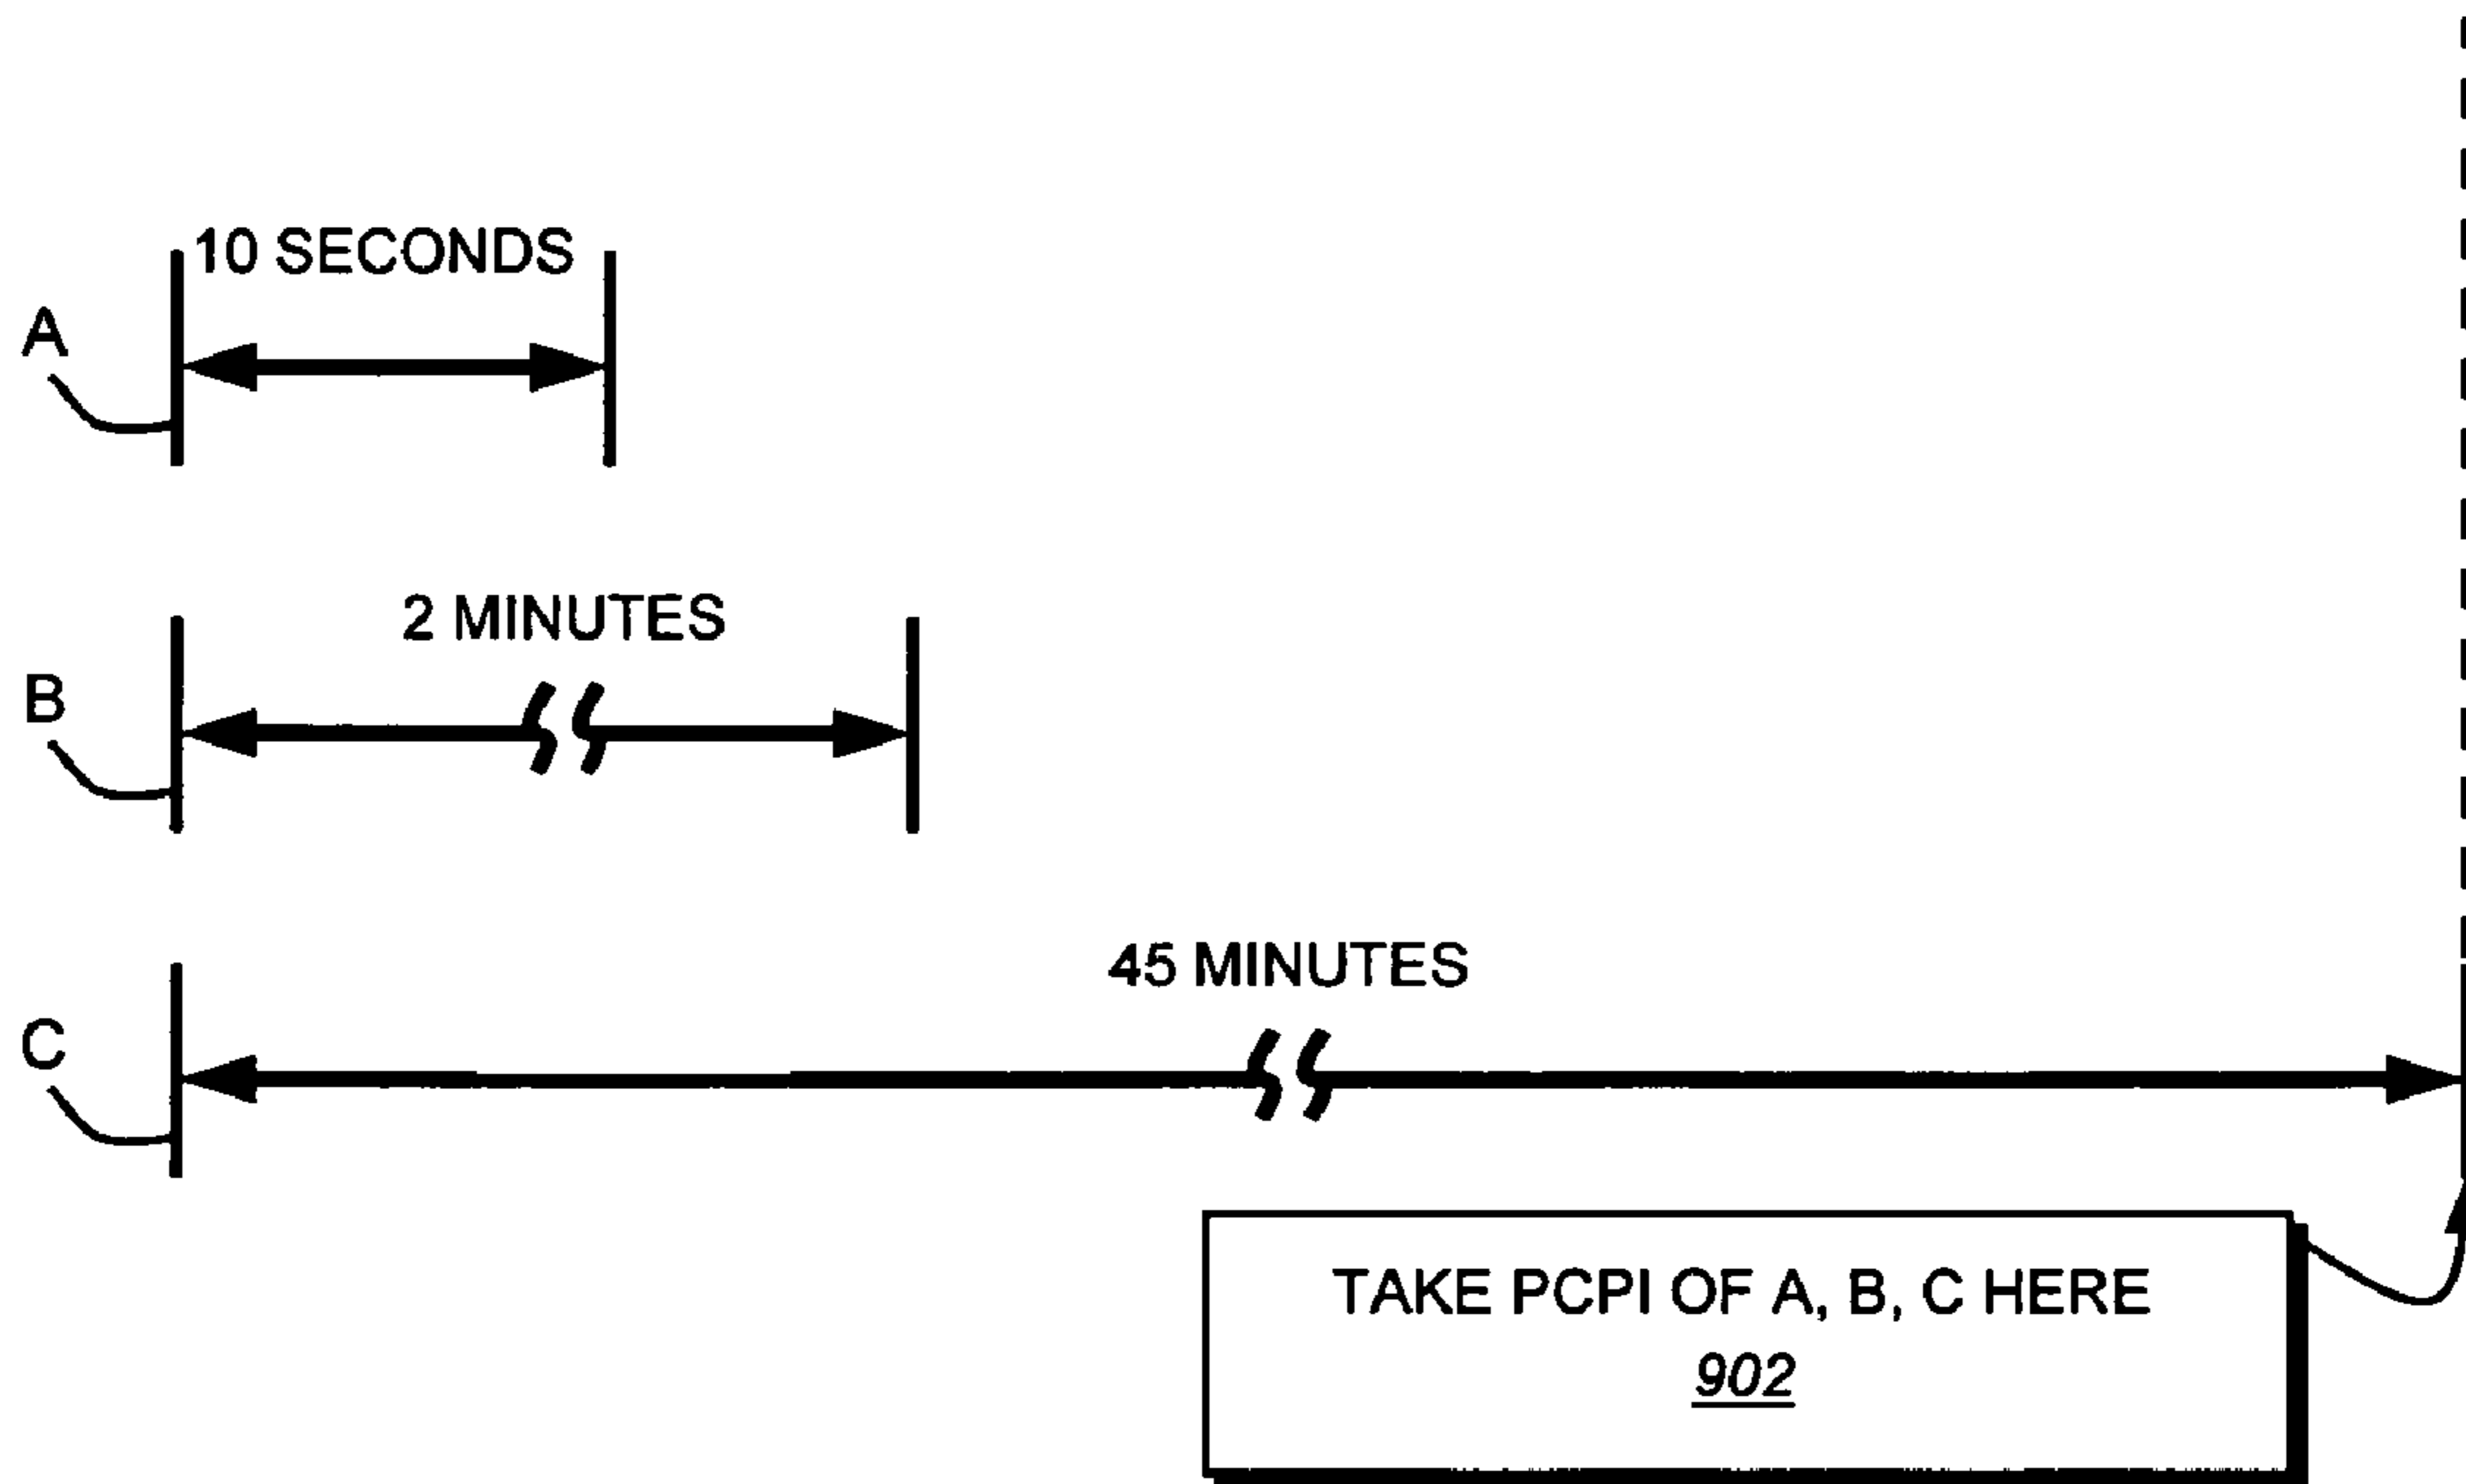 10 SECONDS
A
2 MINUTES
B
45 MINUTES
C
TAKE PCPI OF A, B, C HERE
902